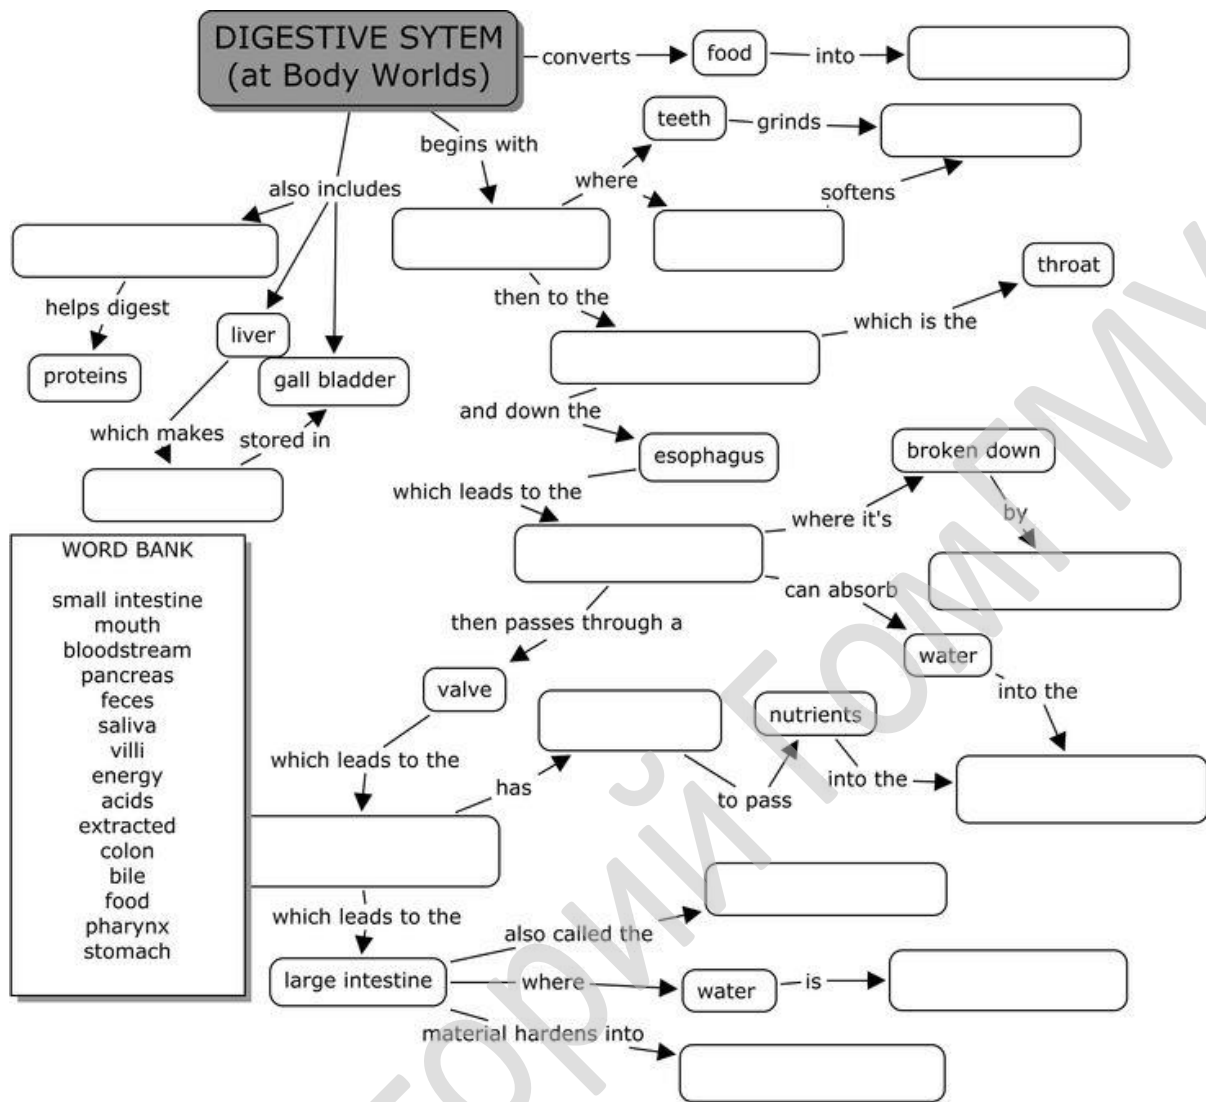 DIGESTIVE SYTEM
(at Body Worlds)
converts
food
into
teeth
grinds
begins with
where
softens
also includes
then to the
throat
which is the
helps digest
liver
proteins
gall bladder
and down the
which makes
stored in
esophagus
broken down
which leads to the
where it's
by
can absorb
then passes through a
water
into the
valve
nutrients
which leads to the
has
to pass
into the
which leads to the
also called the
large intestine
where
water
is
material hardens into
WORD BANK
small intestine
mouth
bloodstream
pancreas
feces
saliva
villi
energy
acids
extracted
colon
bile
food
pharynx
stomach
торий ГомГМУ